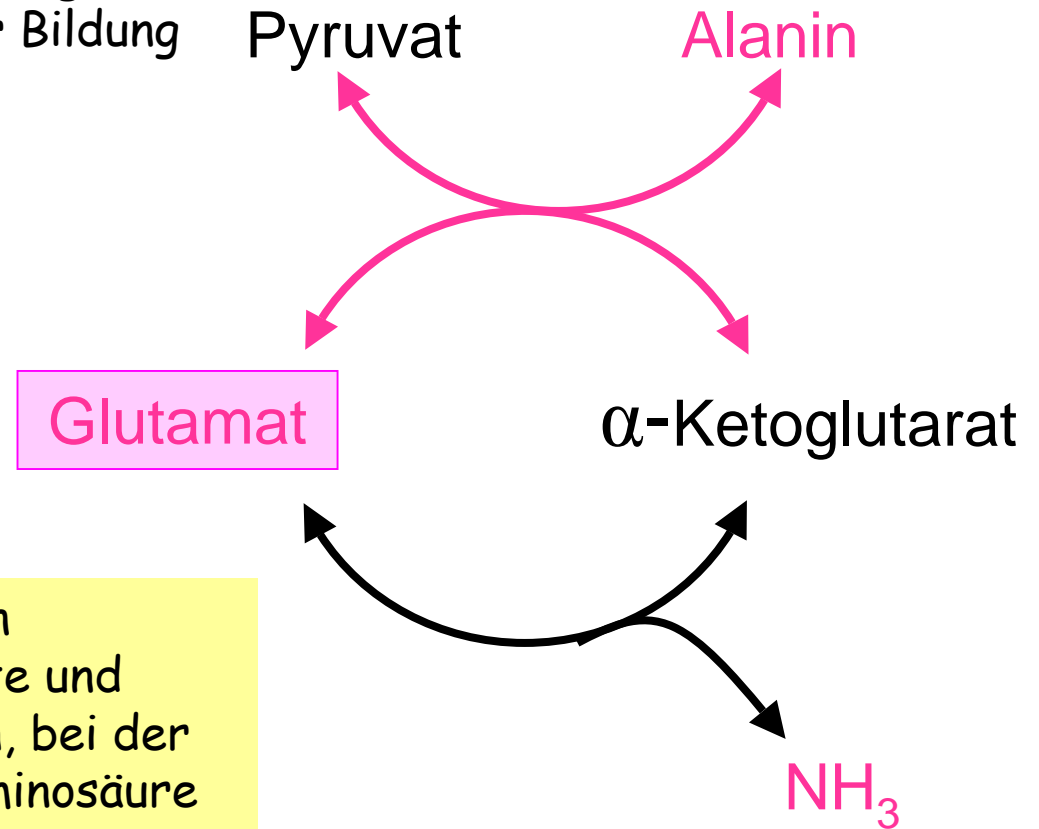 r Bildung
Pyruvat Alanin
Glutamat α-Ketoglutarat
n
re und
, bei der
minosäure
NH₃